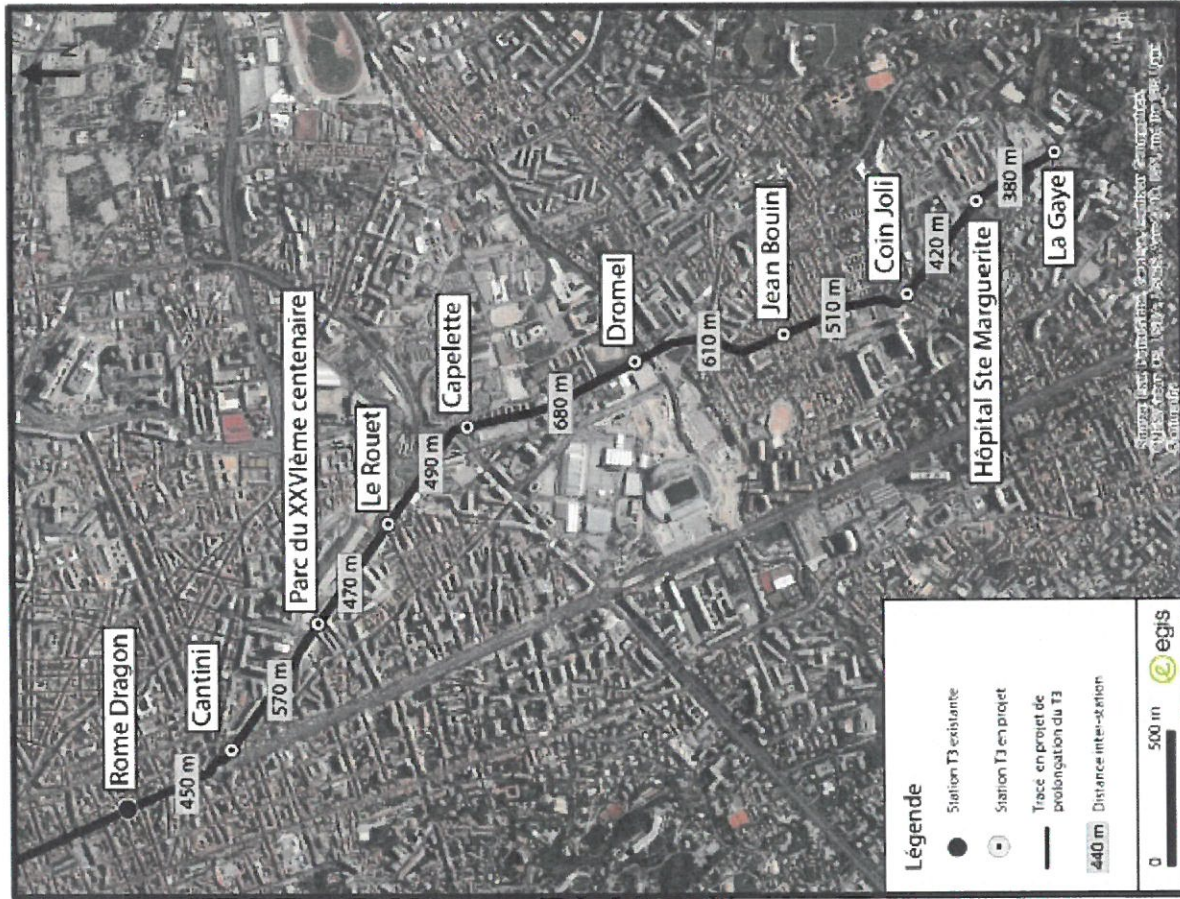 N
Rome Dragon
450 m
Cantini
570 m
Parc du XXVIème centenaire
470 m
Le Rouet
490 m
Capelette
680 m
Dromel
610 m
Jean Bouin
510 m
Coin Joli
420 m
Hôpital Ste Marguerite
380 m
La Gaye
Légende
Station T3 existante
Station T3 en projet
Tracé en projet de
prolongation du T3
440 m Distance inter-station
0 500 m
egis